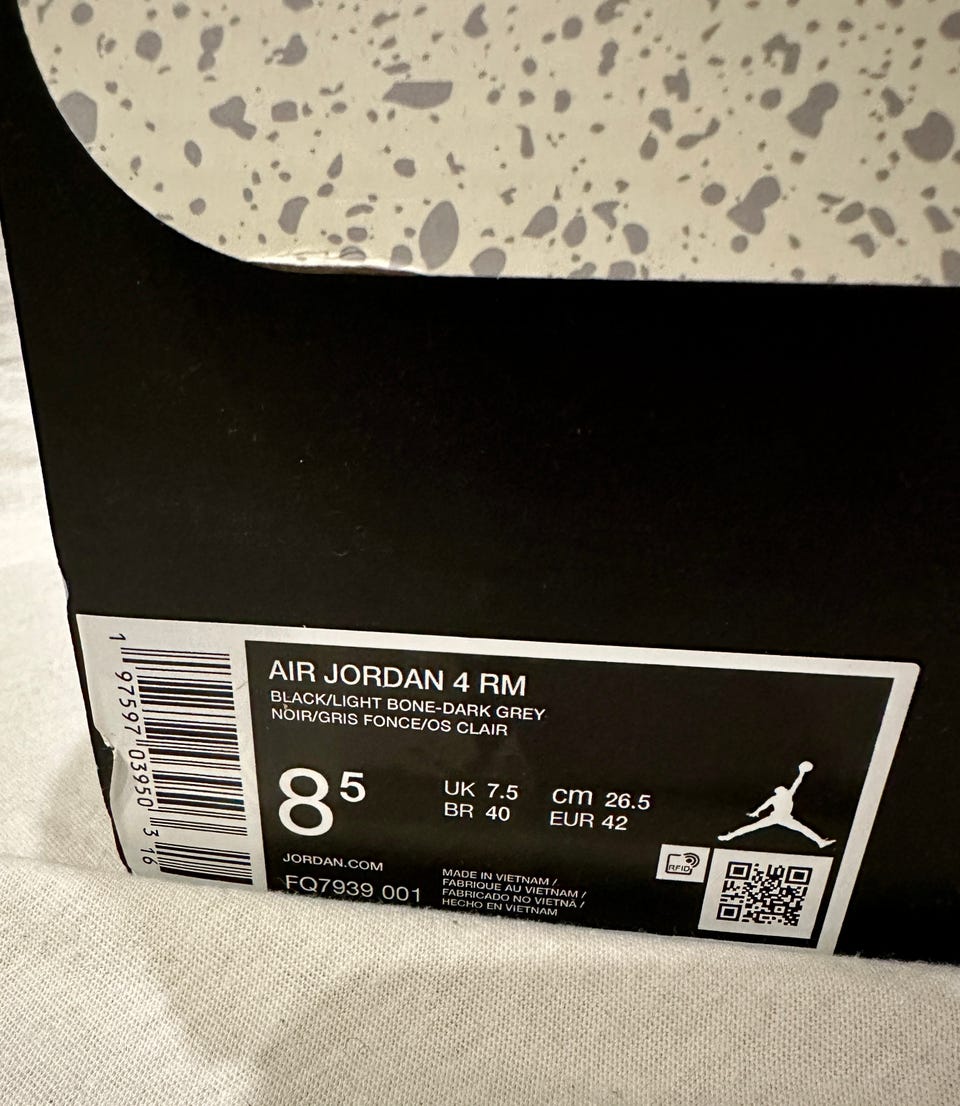 AIR JORDAN 4 RM
BLACK/LIGHT BONE-DARK GREY
NOIR/GRIS FONCE/OS CLAIR
8 5
UK 7.5 cm 26.5
BR 40 EUR 42
JORDAN.COM
FQ7939 001
MADE IN VIETNAM /
FABRIQUE AU VIETNAM /
FABRICADO NO VIETNÃ /
HECHO EN VIETNAM
RFID
1 97597 03950 3 16